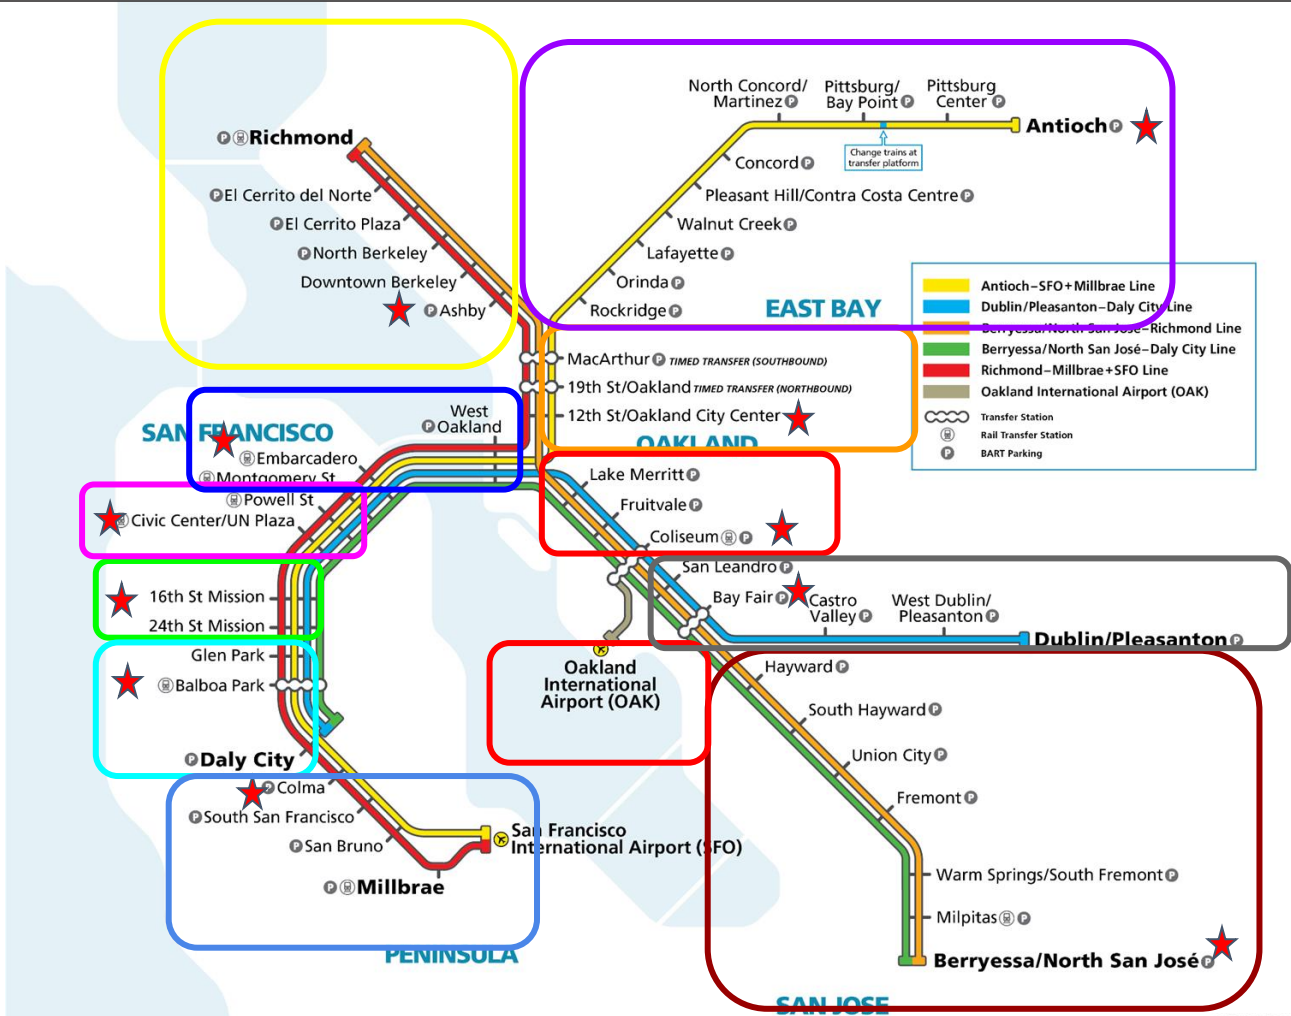 North Concord/
Martinez P
Pittsburg/
Bay Point P
Pittsburg
Center P
Antioch P
Change trains at
transfer platform
P Richmond
Concord P
P El Cerrito del Norte
Pleasant Hill/Contra Costa Centre P
P El Cerrito Plaza
Walnut Creek P
P North Berkeley
Lafayette P
Downtown Berkeley
Orinda P
P Ashby
Rockridge P
EAST BAY
Antioch–SFO+Millbrae Line
Dublin/Pleasanton–Daly City Line
Berryessa/North San José–Richmond Line
Berryessa/North San José–Daly City Line
Richmond–Millbrae+SFO Line
Oakland International Airport (OAK)
Transfer Station
Rail Transfer Station
P BART Parking
MacArthur P TIMED TRANSFER (SOUTHBOUND)
19th St/Oakland TIMED TRANSFER (NORTHBOUND)
12th St/Oakland City Center
OAKLAND
West
P Oakland
SAN FRANCISCO
Embarcadero
Montgomery St
Powell St
Civic Center/UN Plaza
Lake Merritt P
Fruitvale P
Coliseum P
San Leandro P
Bay Fair P
Castro
Valley P
West Dublin/
Pleasanton P
Dublin/Pleasanton P
16th St Mission
24th St Mission
Glen Park
Balboa Park
P Daly City
Oakland
International
Airport (OAK)
Hayward P
South Hayward P
Union City P
Fremont P
P Colma
P South San Francisco
P San Bruno
San Francisco
International Airport (SFO)
P Millbrae
Warm Springs/South Fremont P
Milpitas P
Berryessa/North San José P
PENINSULA
SAN JOSE